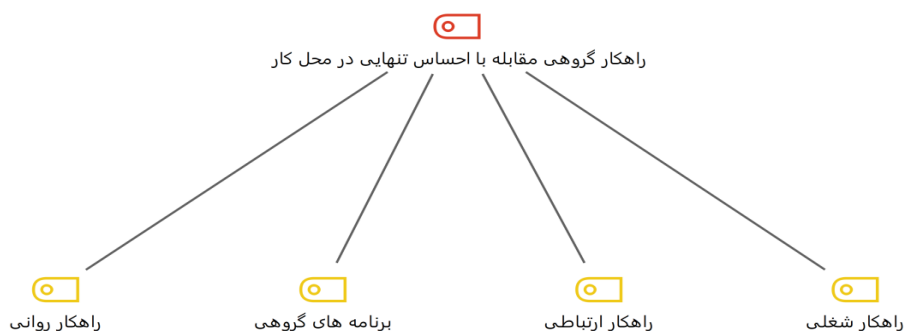 راهکار گروهی مقابله با احساس تنهایی در محل کار
راهکار شغلی
راهکار ارتباطی
برنامه های گروهی
راهکار روانی